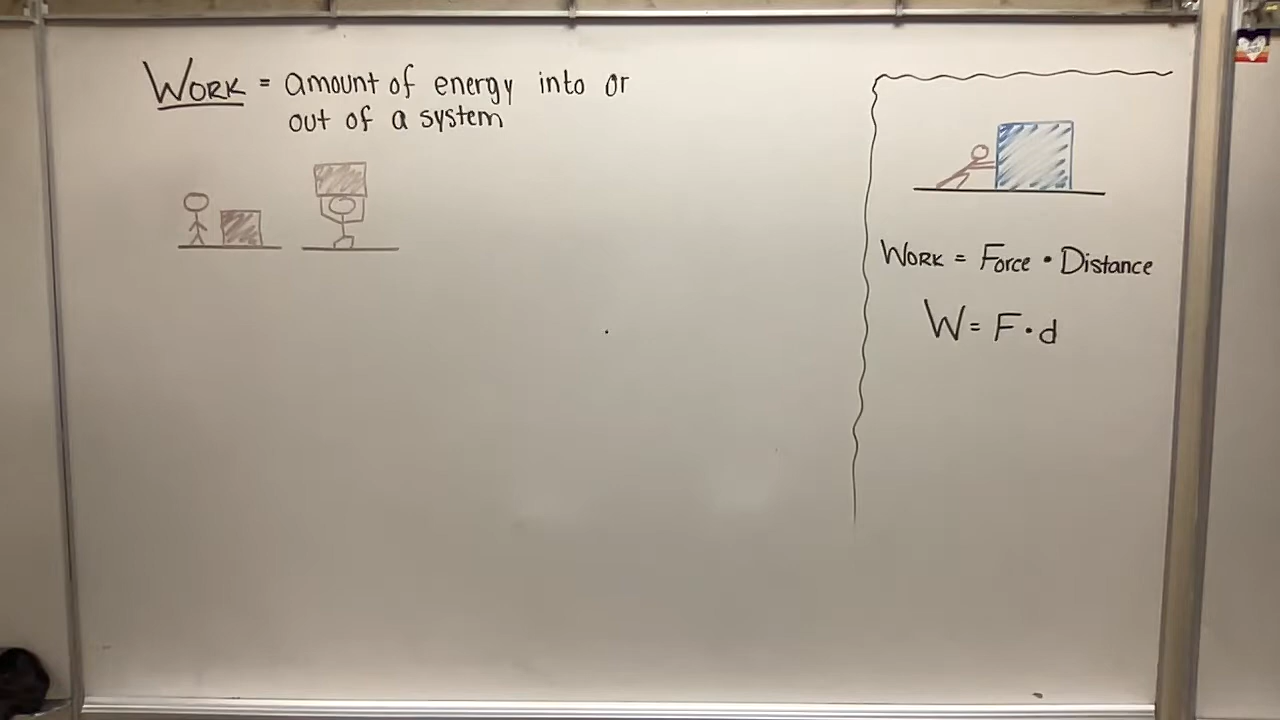 WORK = amount of energy into or
out of a system
WORK = Force • Distance
W = F • d